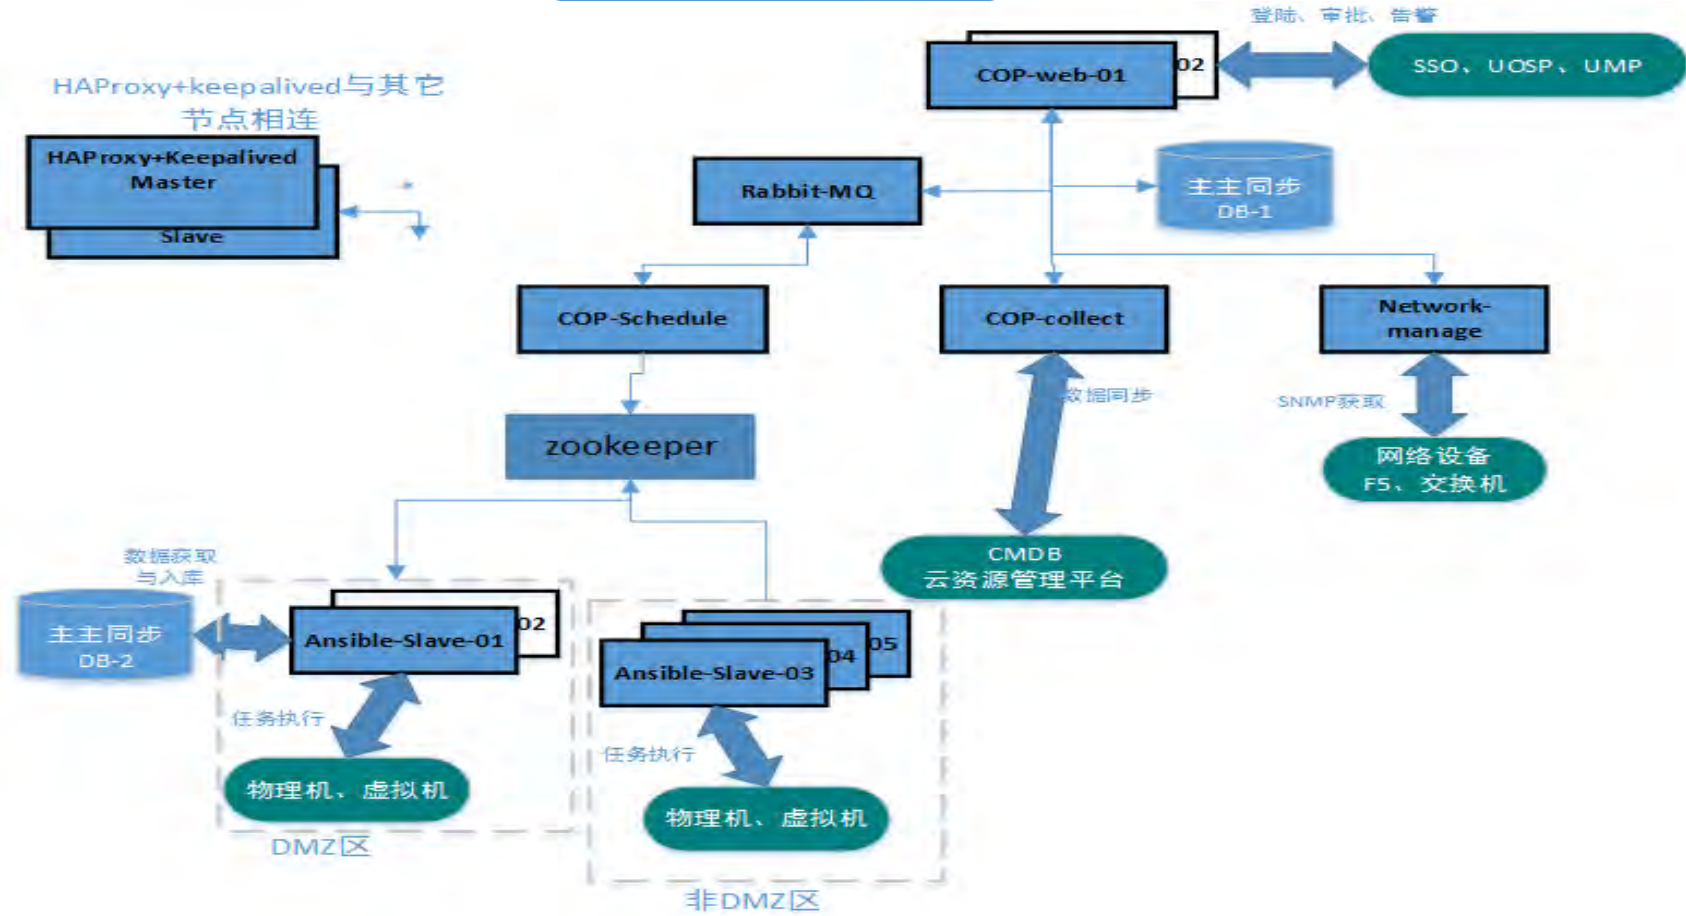 登陆、审批、告警
COP-web-01
02
SSO、UOSP、UMP
HAProxy+keepalived与其它
节点相连
HAProxy+Keepalived
Master
Slave
Rabbit-MQ
主主同步
DB-1
COP-Schedule
COP-collect
Network-
manage
数据同步
SNMP获取
zookeeper
网络设备
F5、交换机
CMDB
云资源管理平台
数据获取
与入库
主主同步
DB-2
Ansible-Slave-01
02
Ansible-Slave-03
04
05
任务执行
任务执行
物理机、虚拟机
物理机、虚拟机
DMZ区
非DMZ区